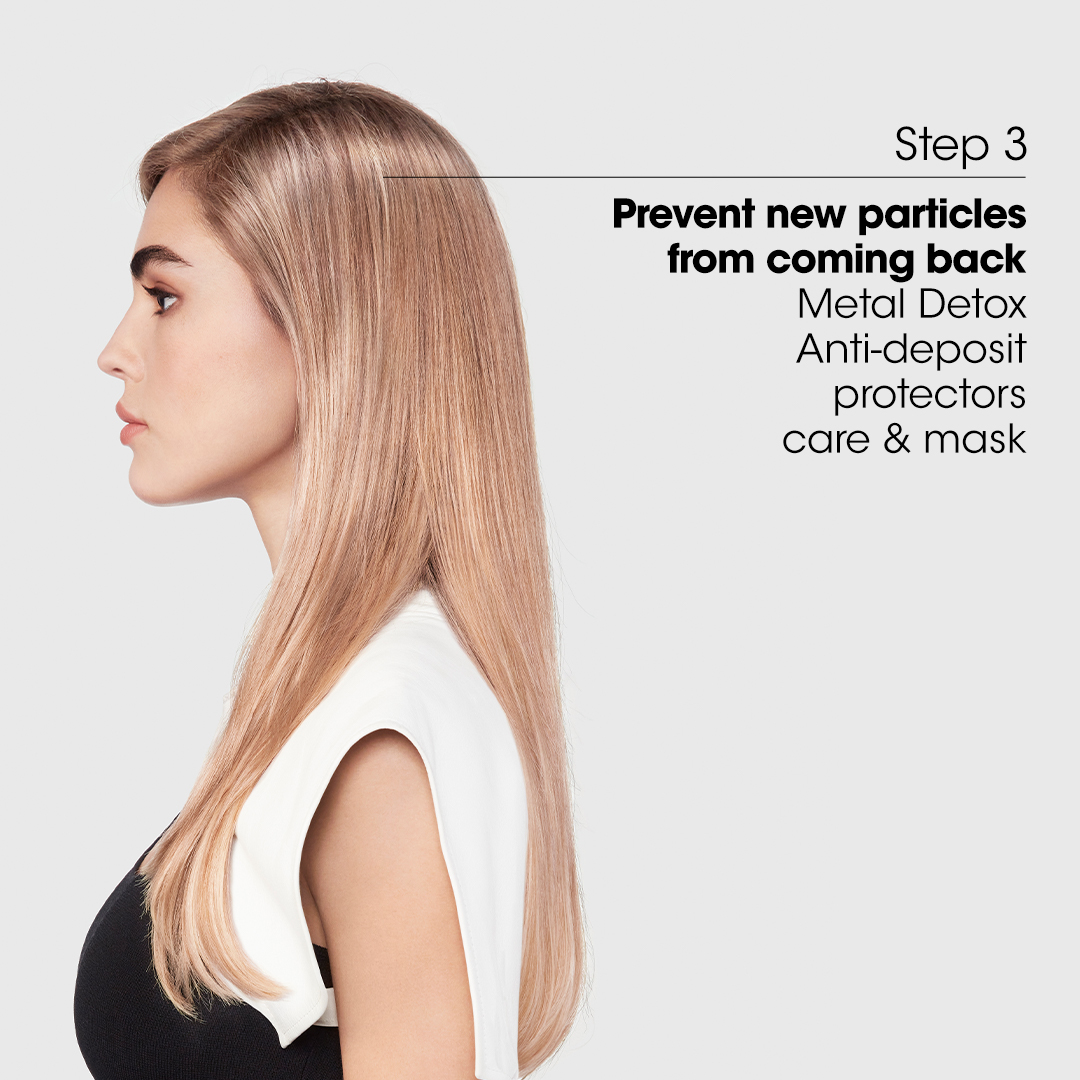 Step 3
Prevent new particles
from coming back
Metal Detox
Anti-deposit
protectors
care & mask